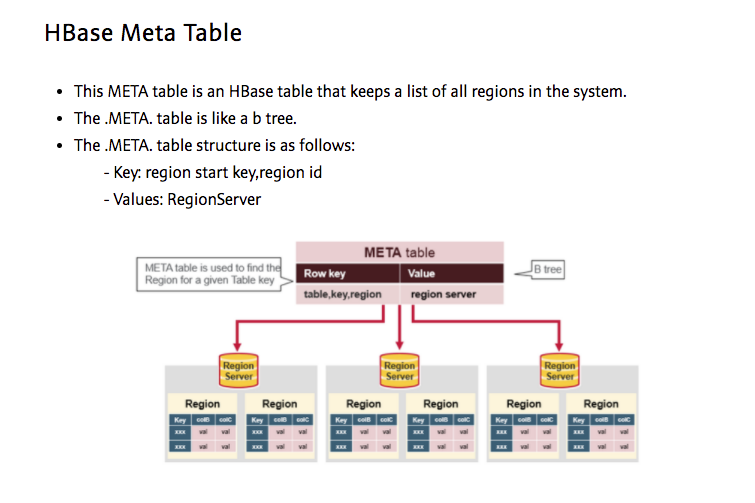 HBase Meta Table
• This META table is an HBase table that keeps a list of all regions in the system.
• The .META. table is like a b tree.
• The .META. table structure is as follows:
- Key: region start key,region id
- Values: RegionServer
META table
META table is used to find the
Region for a given Table key
Row key Value
B tree
table,key,region region server
Region Server
Region Server
Region Server
Region Region Region Region Region Region
Key colB colC Key colB colC Key colB colC Key colB colC Key colB colC Key colB colC
xxx val val xxx val val xxx val val xxx val val xxx val val xxx val val
xxx val val xxx val val xxx val val xxx val val xxx val val xxx val val